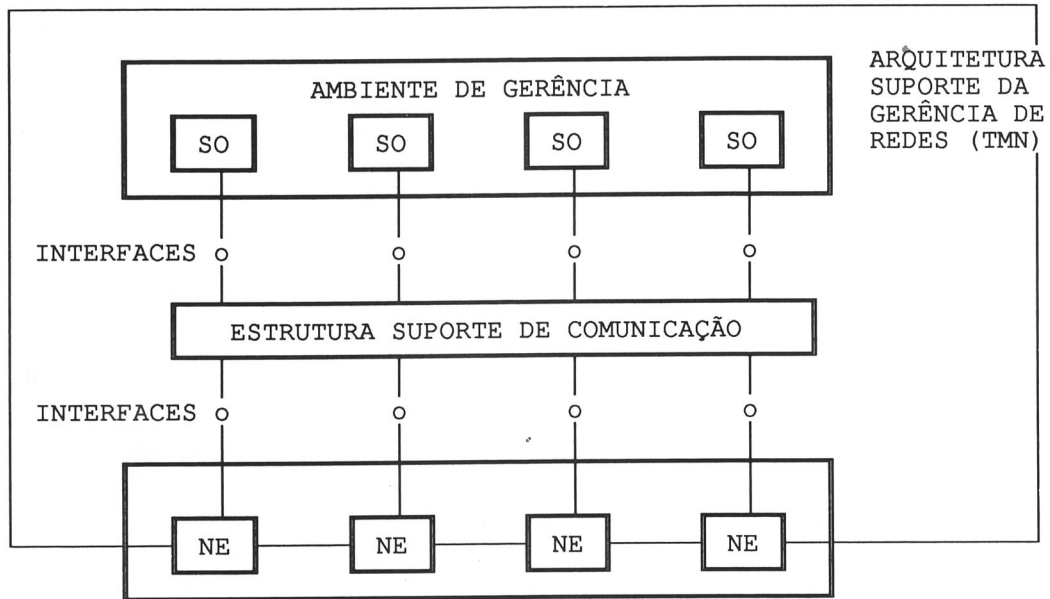 ARQUITETURA
SUPORTE DA
GERÊNCIA DE
REDES (TMN)
AMBIENTE DE GERÊNCIA
SO SO SO SO
INTERFACES
ESTRUTURA SUPORTE DE COMUNICAÇÃO
INTERFACES
NE NE NE NE